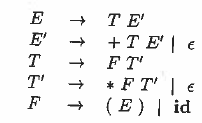 E → T E'
E' → + T E' | ϵ
T → F T'
T' → * F T' | ϵ
F → ( E ) | id